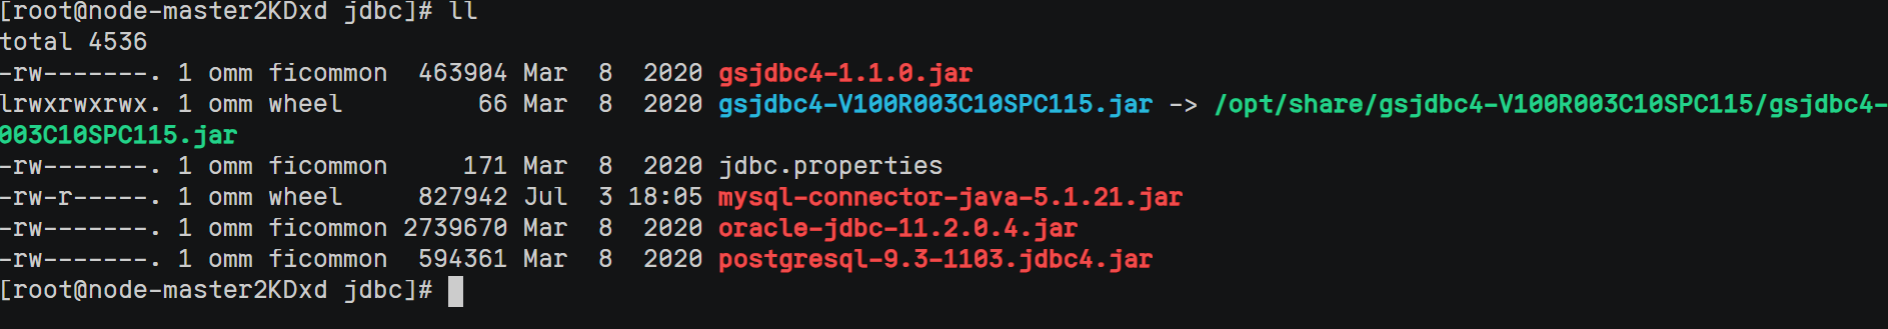 [root@node-master2KDxd jdbc]# ll
total 4536
-rw-------. 1 omm ficommon  463904 Mar  8  2020 gsjdbc4-1.1.0.jar
lrwxrwxrwx. 1 omm wheel         66 Mar  8  2020 gsjdbc4-V100R003C10SPC115.jar -> /opt/share/gsjdbc4-V100R003C10SPC115/gsjdbc4-
003C10SPC115.jar
-rw-------. 1 omm ficommon     171 Mar  8  2020 jdbc.properties
-rw-r-----. 1 omm wheel     827942 Jul  3 18:05 mysql-connector-java-5.1.21.jar
-rw-------. 1 omm ficommon 2739670 Mar  8  2020 oracle-jdbc-11.2.0.4.jar
-rw-------. 1 omm ficommon  594361 Mar  8  2020 postgresql-9.3-1103.jdbc4.jar
[root@node-master2KDxd jdbc]#